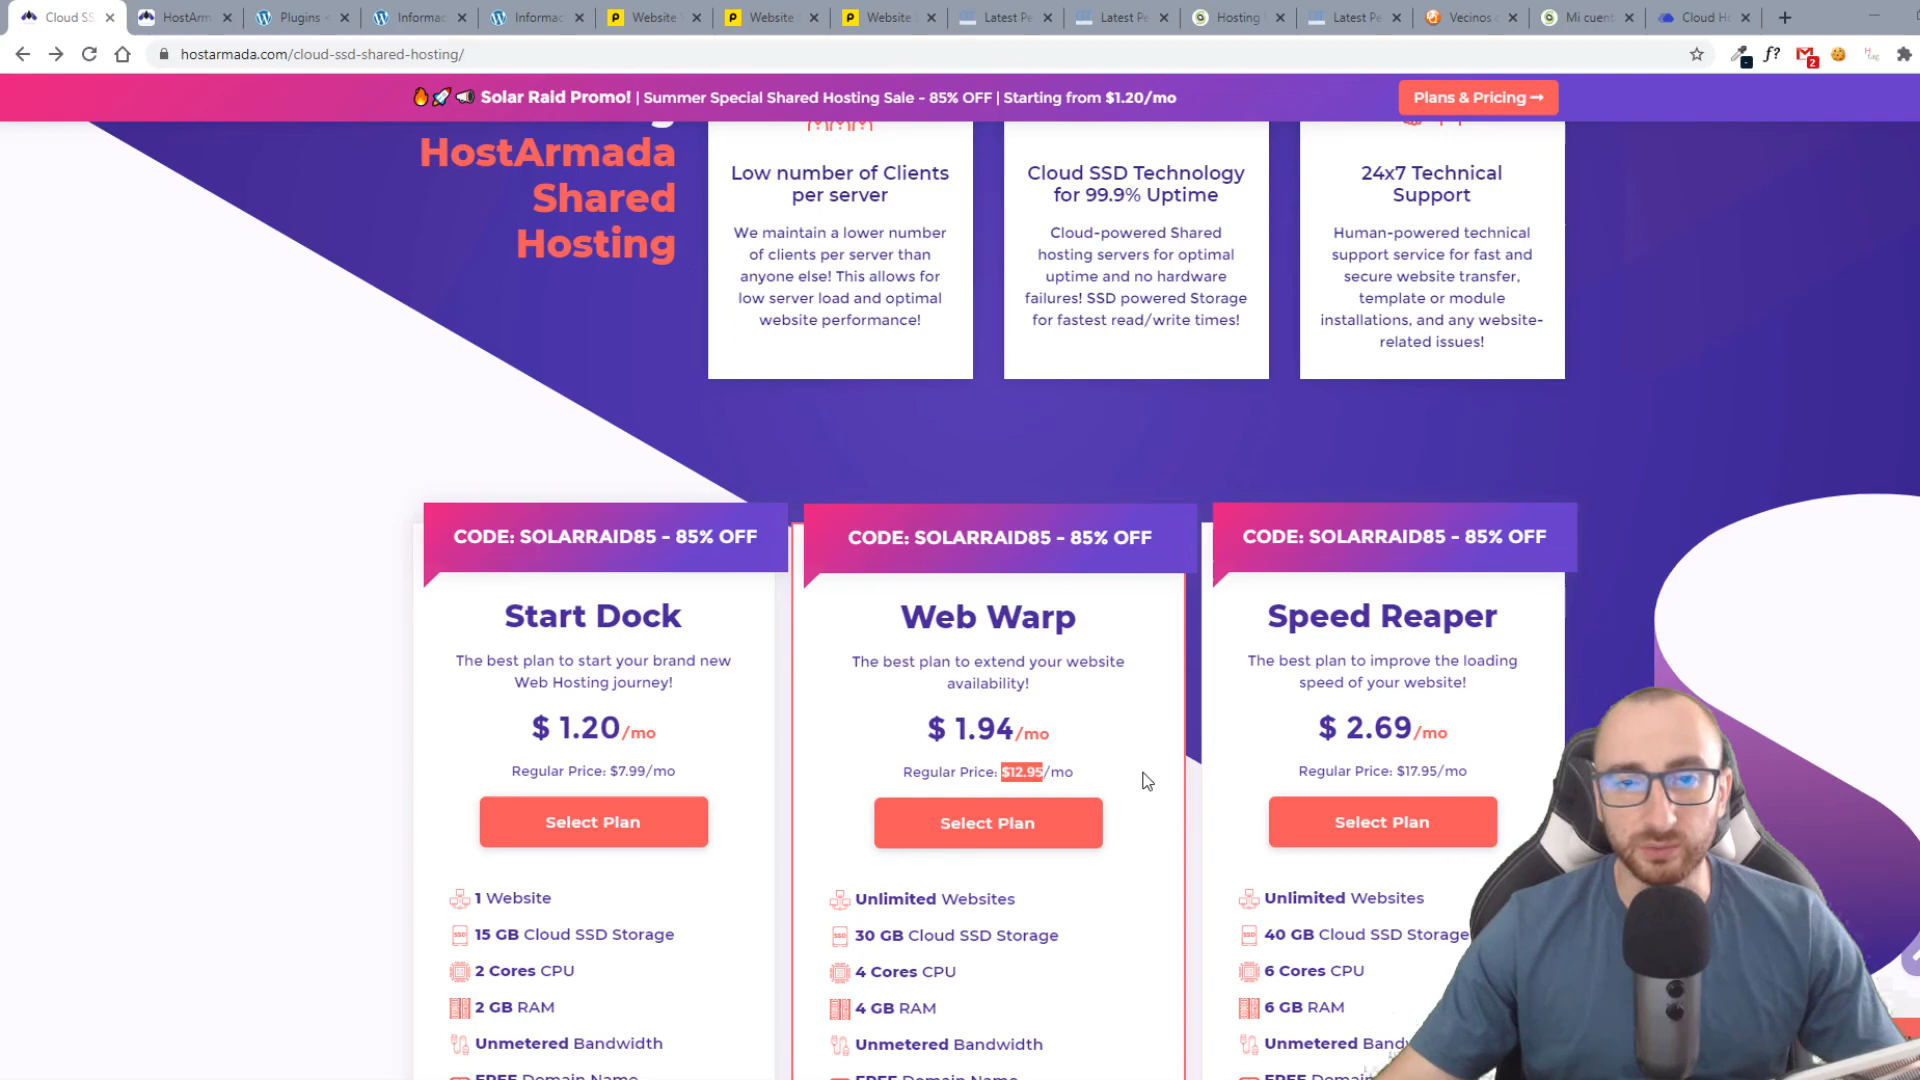 Cloud SS
HostArm
Plugins <
Informac
Informac
Website
Website
Website
Latest Pe
Latest Pe
Hosting
Latest Pe
Vecinos
Mi cuent
Cloud Ho
hostarmada.com/cloud-ssd-shared-hosting/
f?
2
Solar Raid Promo! | Summer Special Shared Hosting Sale - 85% OFF | Starting from $1.20/mo
Plans & Pricing →
HostArmada
Shared
Hosting
Low number of Clients
per server
We maintain a lower number
of clients per server than
anyone else! This allows for
low server load and optimal
website performance!
Cloud SSD Technology
for 99.9% Uptime
Cloud-powered Shared
hosting servers for optimal
uptime and no hardware
failures! SSD powered Storage
for fastest read/write times!
24x7 Technical
Support
Human-powered technical
support service for fast and
secure website transfer,
template or module
installations, and any website-
related issues!
CODE: SOLARRAID85 - 85% OFF
Start Dock
The best plan to start your brand new
Web Hosting journey!
$ 1.20/mo
Regular Price: $7.99/mo
Select Plan
1 Website
15 GB Cloud SSD Storage
2 Cores CPU
2 GB RAM
Unmetered Bandwidth
FREE Domain Name
CODE: SOLARRAID85 - 85% OFF
Web Warp
The best plan to extend your website
availability!
$ 1.94/mo
Regular Price: $12.95/mo
Select Plan
Unlimited Websites
30 GB Cloud SSD Storage
4 Cores CPU
4 GB RAM
Unmetered Bandwidth
FREE Domain Name
CODE: SOLARRAID85 - 85% OFF
Speed Reaper
The best plan to improve the loading
speed of your website!
$ 2.69/mo
Regular Price: $17.95/mo
Select Plan
Unlimited Websites
40 GB Cloud SSD Storage
6 Cores CPU
6 GB RAM
Unmetered Bandw
FREE Domain